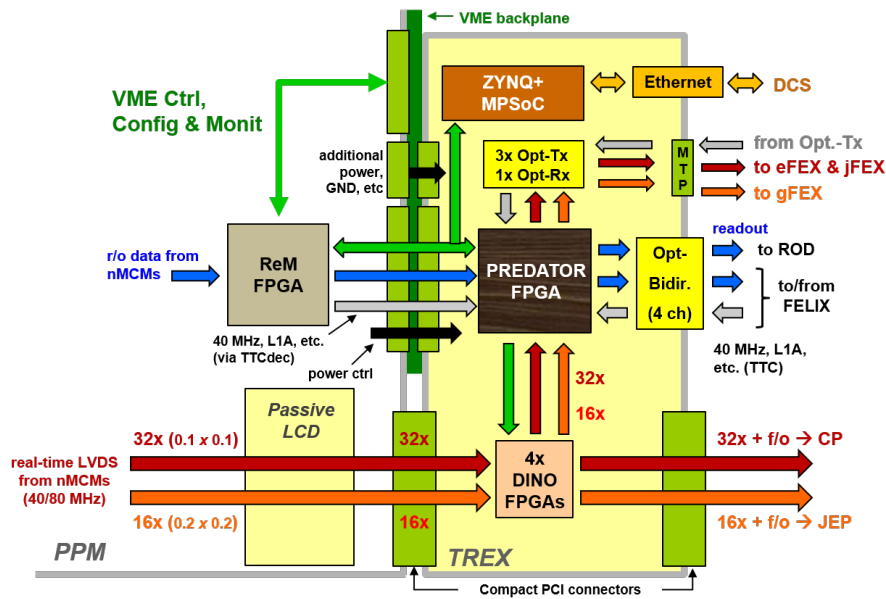 VME backplane
ZYNQ+
MPSoC
Ethernet
DCS
VME Ctrl,
Config & Monit
additional
power,
GND, etc
3x Opt-Tx
1x Opt-Rx
M
T
P
from Opt.-Tx
to eFEX & jFEX
to gFEX
r/o data from
nMCMs
ReM
FPGA
PREDATOR
FPGA
Opt-
Bidir.
(4 ch)
readout
to ROD
to/from
FELIX
40 MHz, L1A, etc.
(via TTCdec)
power ctrl
40 MHz, L1A,
etc. (TTC)
32x
16x
Passive
LCD
32x (0.1 x 0.1)
32x
real-time LVDS
from nMCMs
(40/80 MHz)
4x
DINO
FPGAs
32x + f/o → CP
16x (0.2 x 0.2)
16x
16x + f/o → JEP
PPM
TREX
Compact PCI connectors